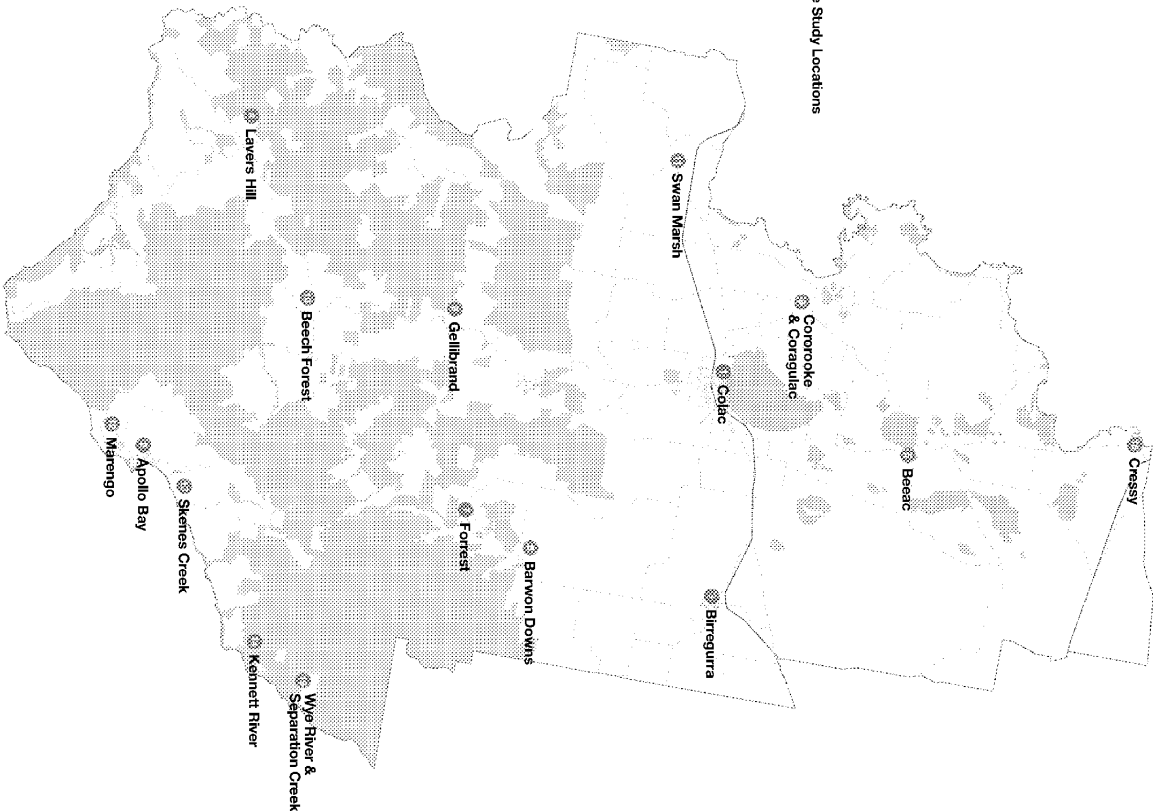 Cressy
Beeac
e Study Locations
Cororooke
& Coragulac
Colac
Birregurra
Swan Marsh
Barwon Downs
Forrest
Gellibrand
Beech Forest
Wye River &
Separation Creek
Lavers Hill
Kennett River
Skenes Creek
Apollo Bay
Marengo